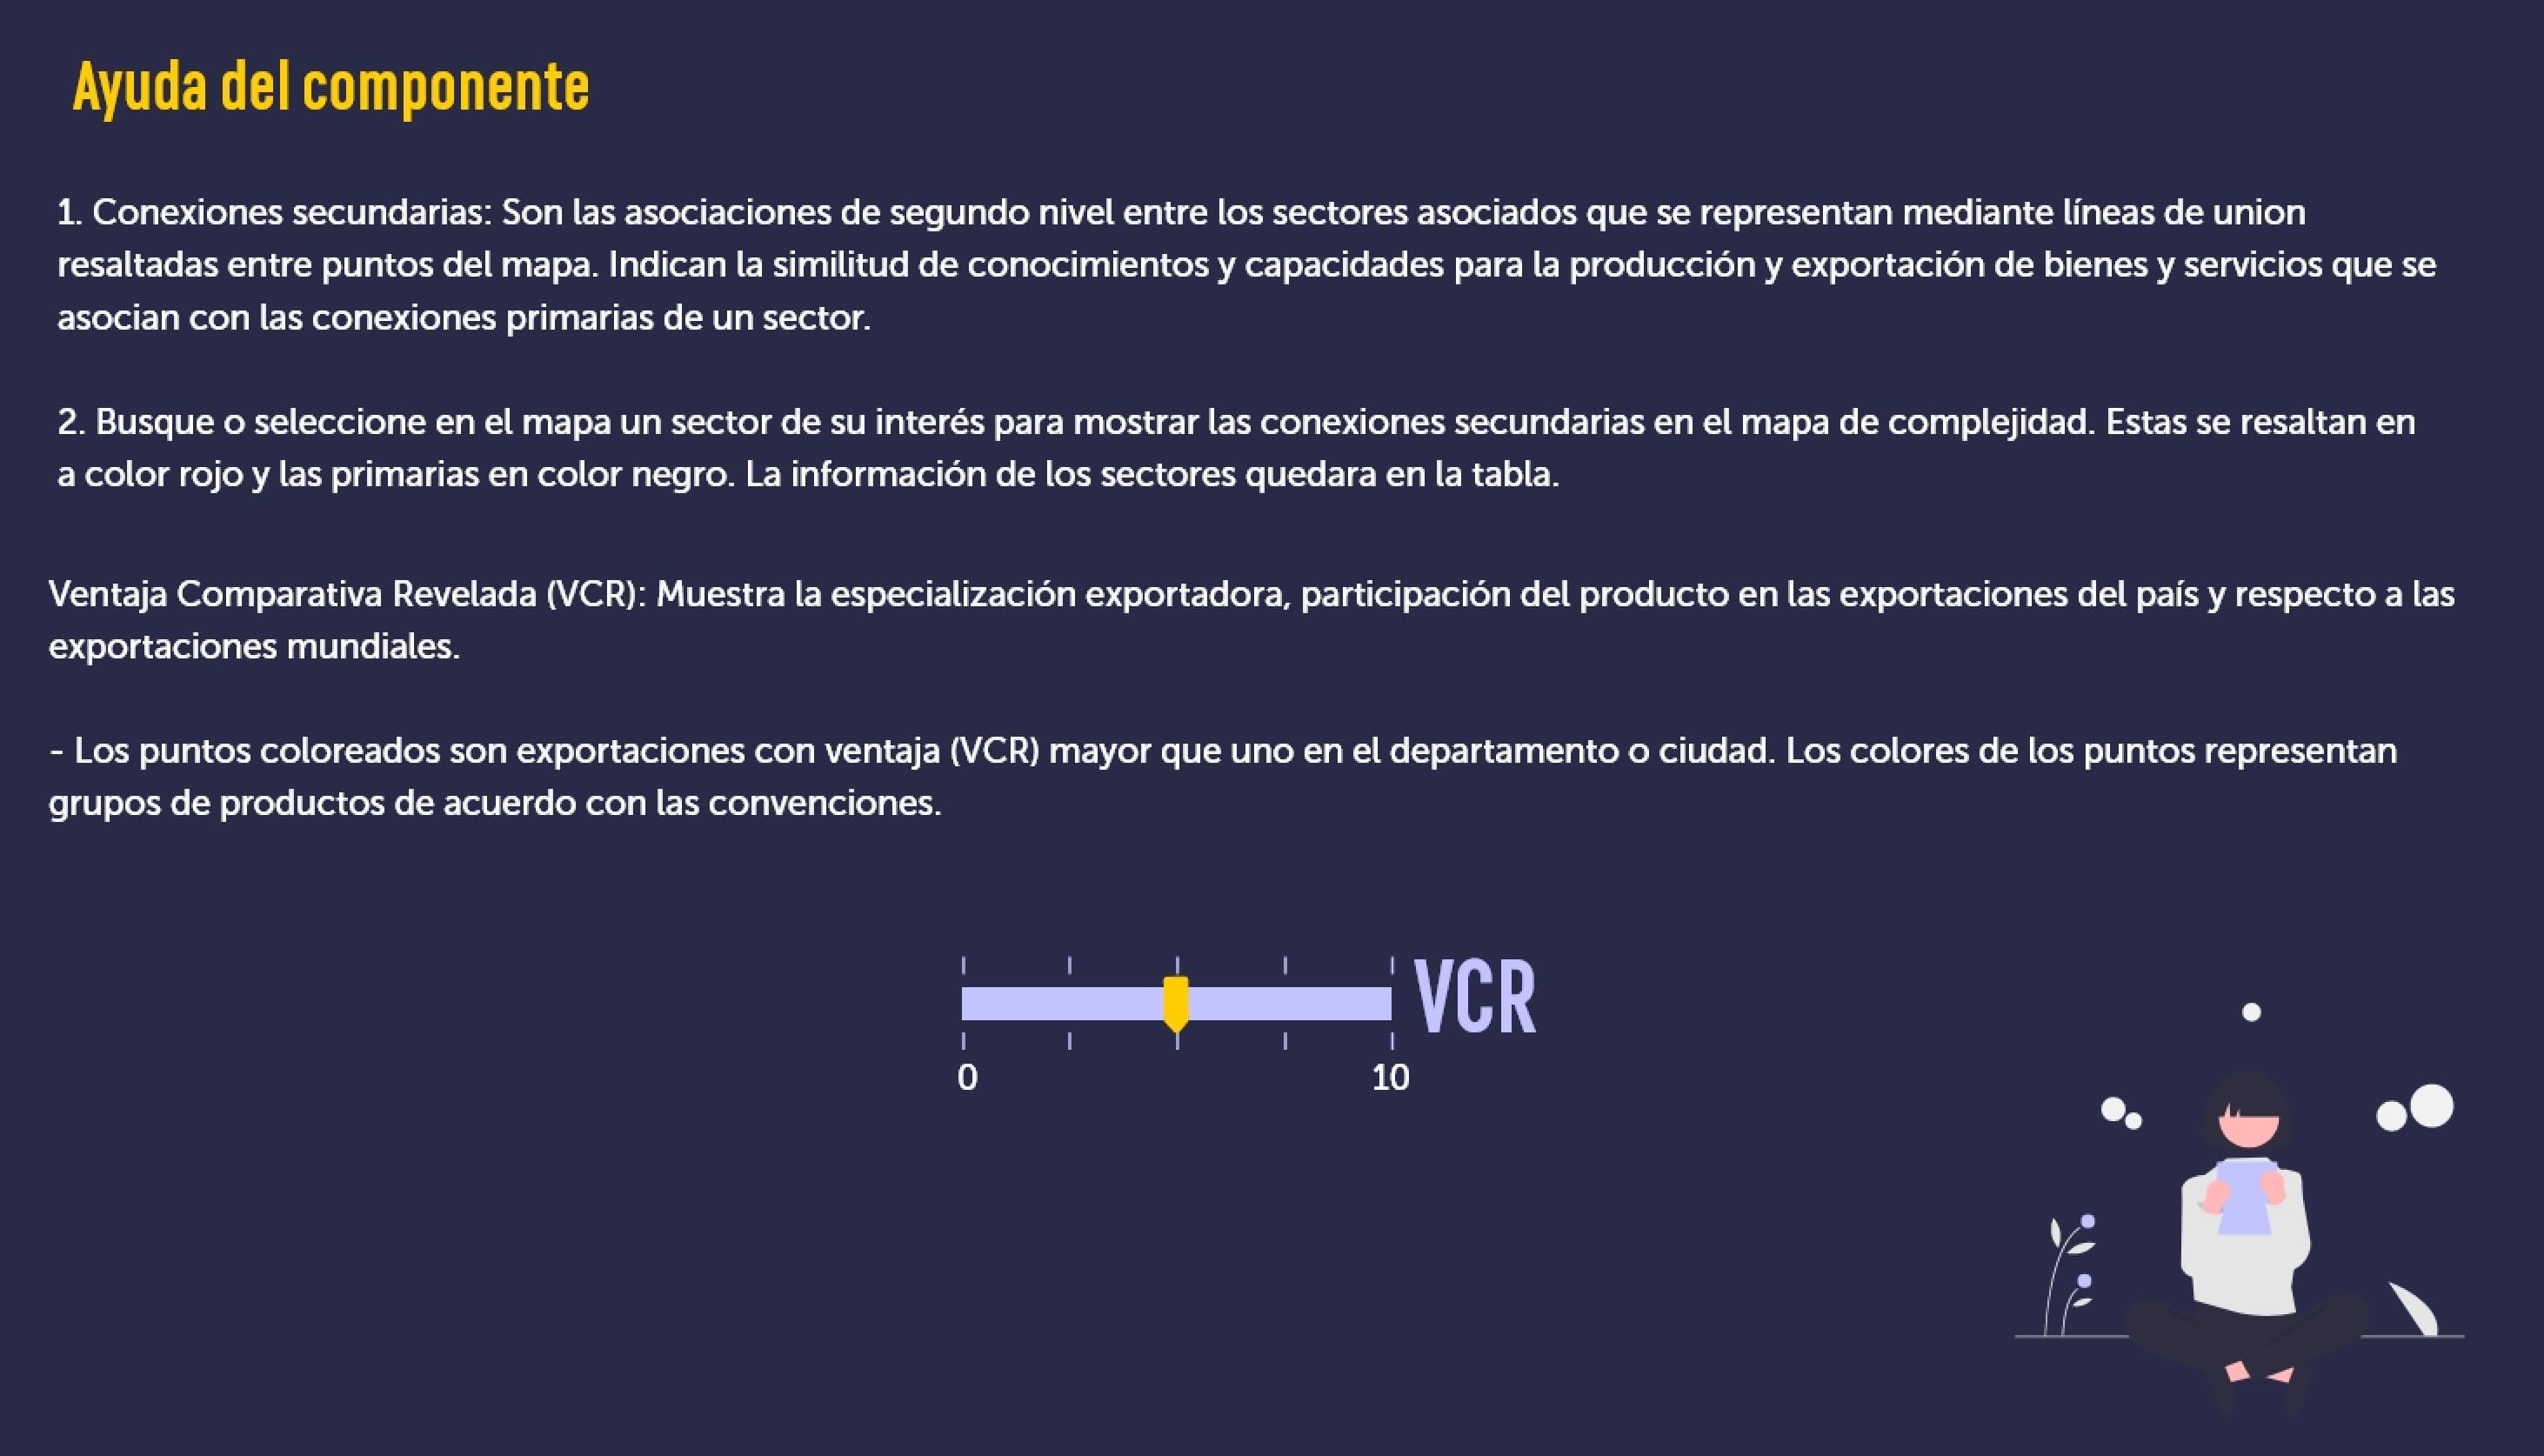 Ayuda del componente
1. Conexiones secundarias: Son las asociaciones de segundo nivel entre los sectores asociados que se representan mediante líneas de union
resaltadas entre puntos del mapa. Indican la similitud de conocimientos y capacidades para la producción y exportación de bienes y servicios que se
asocian con las conexiones primarias de un sector.
2. Busque o seleccione en el mapa un sector de su interés para mostrar las conexiones secundarias en el mapa de complejidad. Estas se resaltan en
a color rojo y las primarias en color negro. La información de los sectores quedara en la tabla.
Ventaja Comparativa Revelada (VCR): Muestra la especialización exportadora, participación del producto en las exportaciones del país y respecto a las
exportaciones mundiales.
- Los puntos coloreados son exportaciones con ventaja (VCR) mayor que uno en el departamento o ciudad. Los colores de los puntos representan
grupos de productos de acuerdo con las convenciones.
VCR
0 10